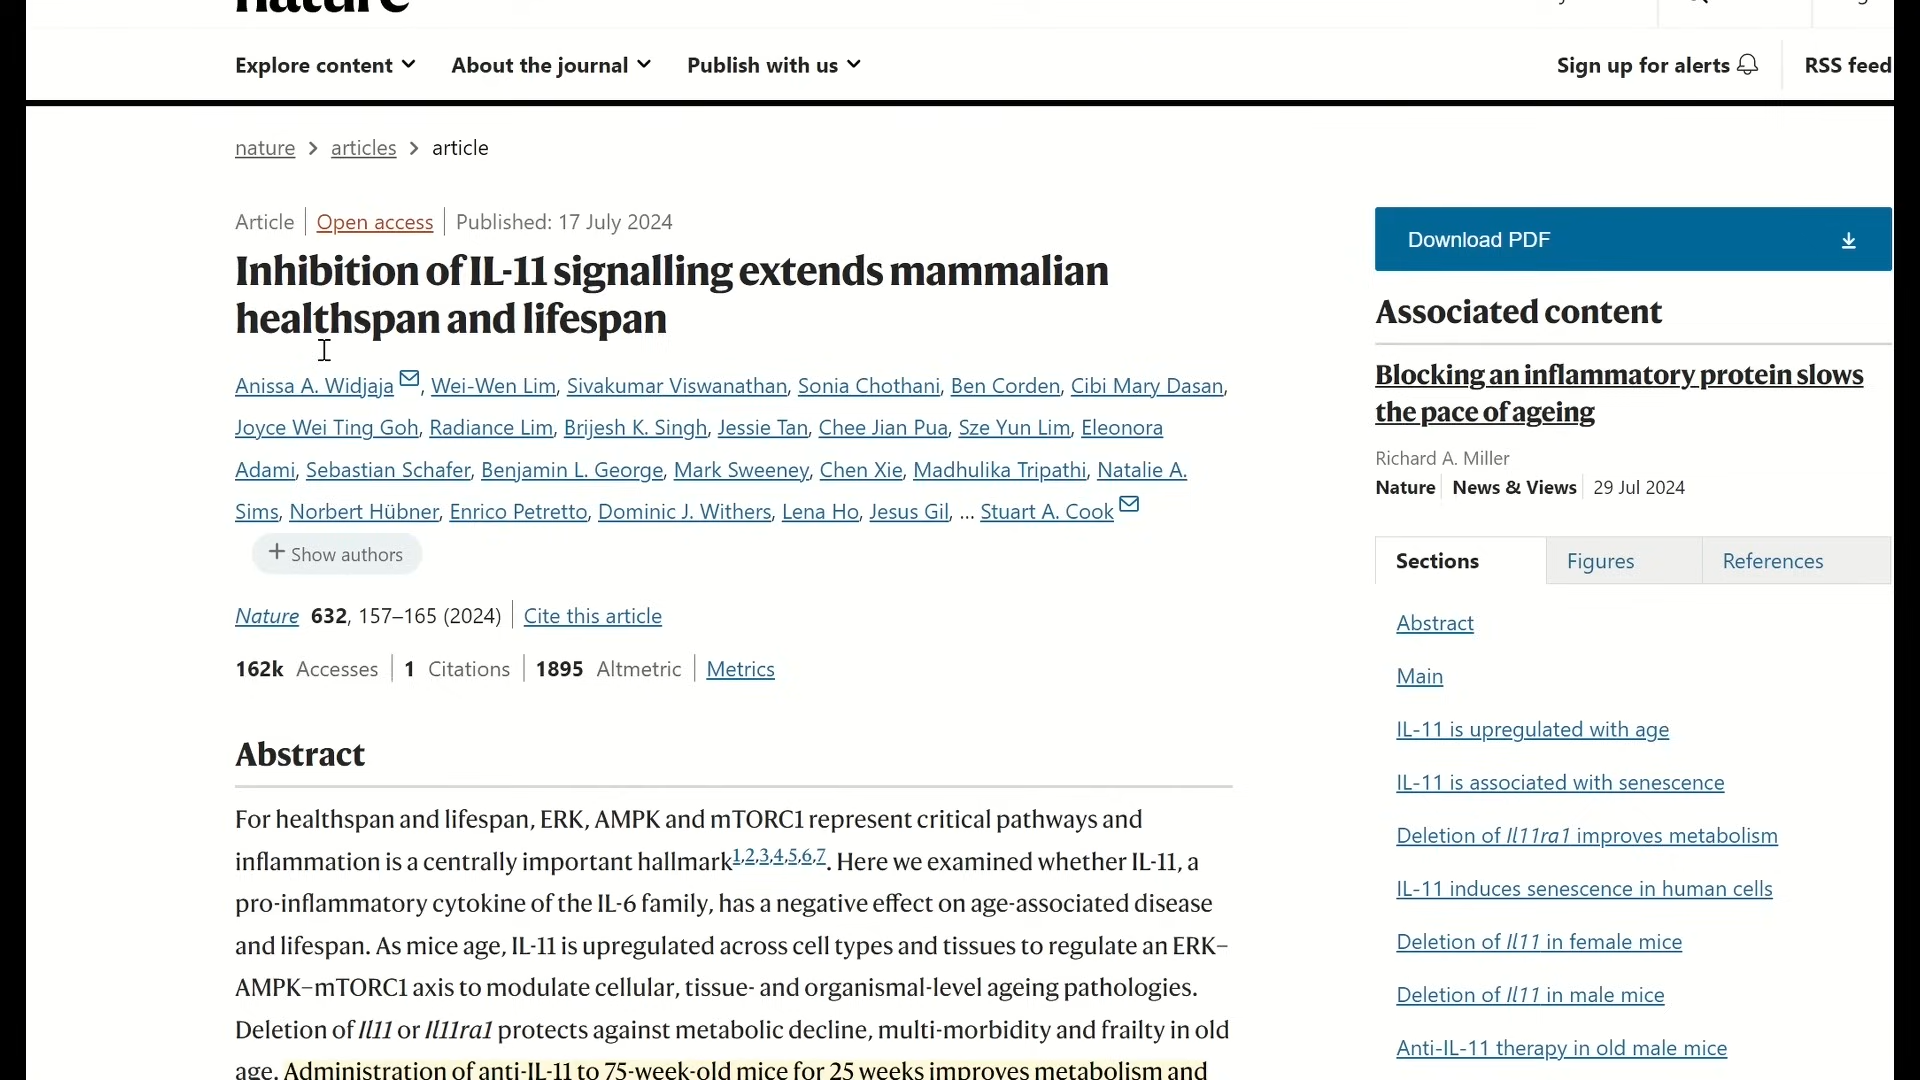 nature
Explore content
About the journal
Publish with us
Sign up for alerts
RSS feed
nature > articles > article
Article | Open access | Published: 17 July 2024
Inhibition of IL-11 signalling extends mammalian
healthspan and lifespan
Anissa A. Widjaja, Wei-Wen Lim, Sivakumar Viswanathan, Sonia Chothani, Ben Corden, Cibi Mary Dasan,
Joyce Wei Ting Goh, Radiance Lim, Brijesh K. Singh, Jessie Tan, Chee Jian Pua, Sze Yun Lim, Eleonora
Adami, Sebastian Schafer, Benjamin L. George, Mark Sweeney, Chen Xie, Madhulika Tripathi, Natalie A.
Sims, Norbert Hübner, Enrico Petretto, Dominic J. Withers, Lena Ho, Jesus Gil, ... Stuart A. Cook
+ Show authors
Nature 632, 157–165 (2024) | Cite this article
162k Accesses | 1 Citations | 1895 Altmetric | Metrics
Abstract
For healthspan and lifespan, ERK, AMPK and mTORC1 represent critical pathways and
inflammation is a centrally important hallmark1,2,3,4,5,6,7. Here we examined whether IL-11, a
pro-inflammatory cytokine of the IL-6 family, has a negative effect on age-associated disease
and lifespan. As mice age, IL-11 is upregulated across cell types and tissues to regulate an ERK–
AMPK–mTORC1 axis to modulate cellular, tissue- and organismal-level ageing pathologies.
Deletion of Il11 or Il11ra1 protects against metabolic decline, multi-morbidity and frailty in old
age. Administration of anti-IL-11 to 75-week-old mice for 25 weeks improves metabolism and
Download PDF
Associated content
Blocking an inflammatory protein slows
the pace of ageing
Richard A. Miller
Nature | News & Views | 29 Jul 2024
Sections
Figures
References
Abstract
Main
IL-11 is upregulated with age
IL-11 is associated with senescence
Deletion of Il11ra1 improves metabolism
IL-11 induces senescence in human cells
Deletion of Il11 in female mice
Deletion of Il11 in male mice
Anti-IL-11 therapy in old male mice